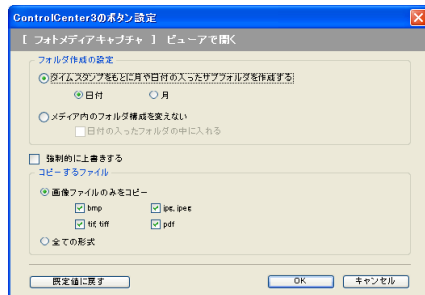 ControlCenter3のボタン設定
[ フォトメディアキャプチャ ] ビューアで開く
フォルダ作成の設定
タイムスタンプをもとに月や日付の入ったサブフォルダを作成する
日付 月
メディア内のフォルダ構成を変えない
日付の入ったフォルダの中に入れる
強制的に上書きする
コピーするファイル
画像ファイルのみをコピー
bmp jpg, jpeg
tif, tiff pdf
全ての形式
既定値に戻す OK キャンセル